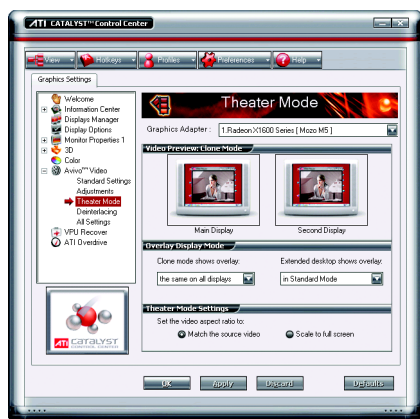 ATI CATALYST™ Control Center
View Hotkeys Profiles Preferences Help
Graphics Settings
Welcome
Information Center
Displays Manager
Display Options
Monitor Properties 1
3D
Color
Avivo™ Video
Standard Settings
Adjustments
Theater Mode
Deinterlacing
All Settings
VPU Recover
ATI Overdrive
ATI CATALYST
CONTROL CENTER
Theater Mode
Graphics Adapter : 1.Radeon X1600 Series [ Mozo M5 ]
Video Preview: Clone Mode
Main Display Second Display
Overlay Display Mode
Clone mode shows overlay: Extended desktop shows overlay:
the same on all displays in Standard Mode
Theater Mode Settings
Set the video aspect ratio to:
Match the source video Scale to full screen
OK Apply Discard Defaults